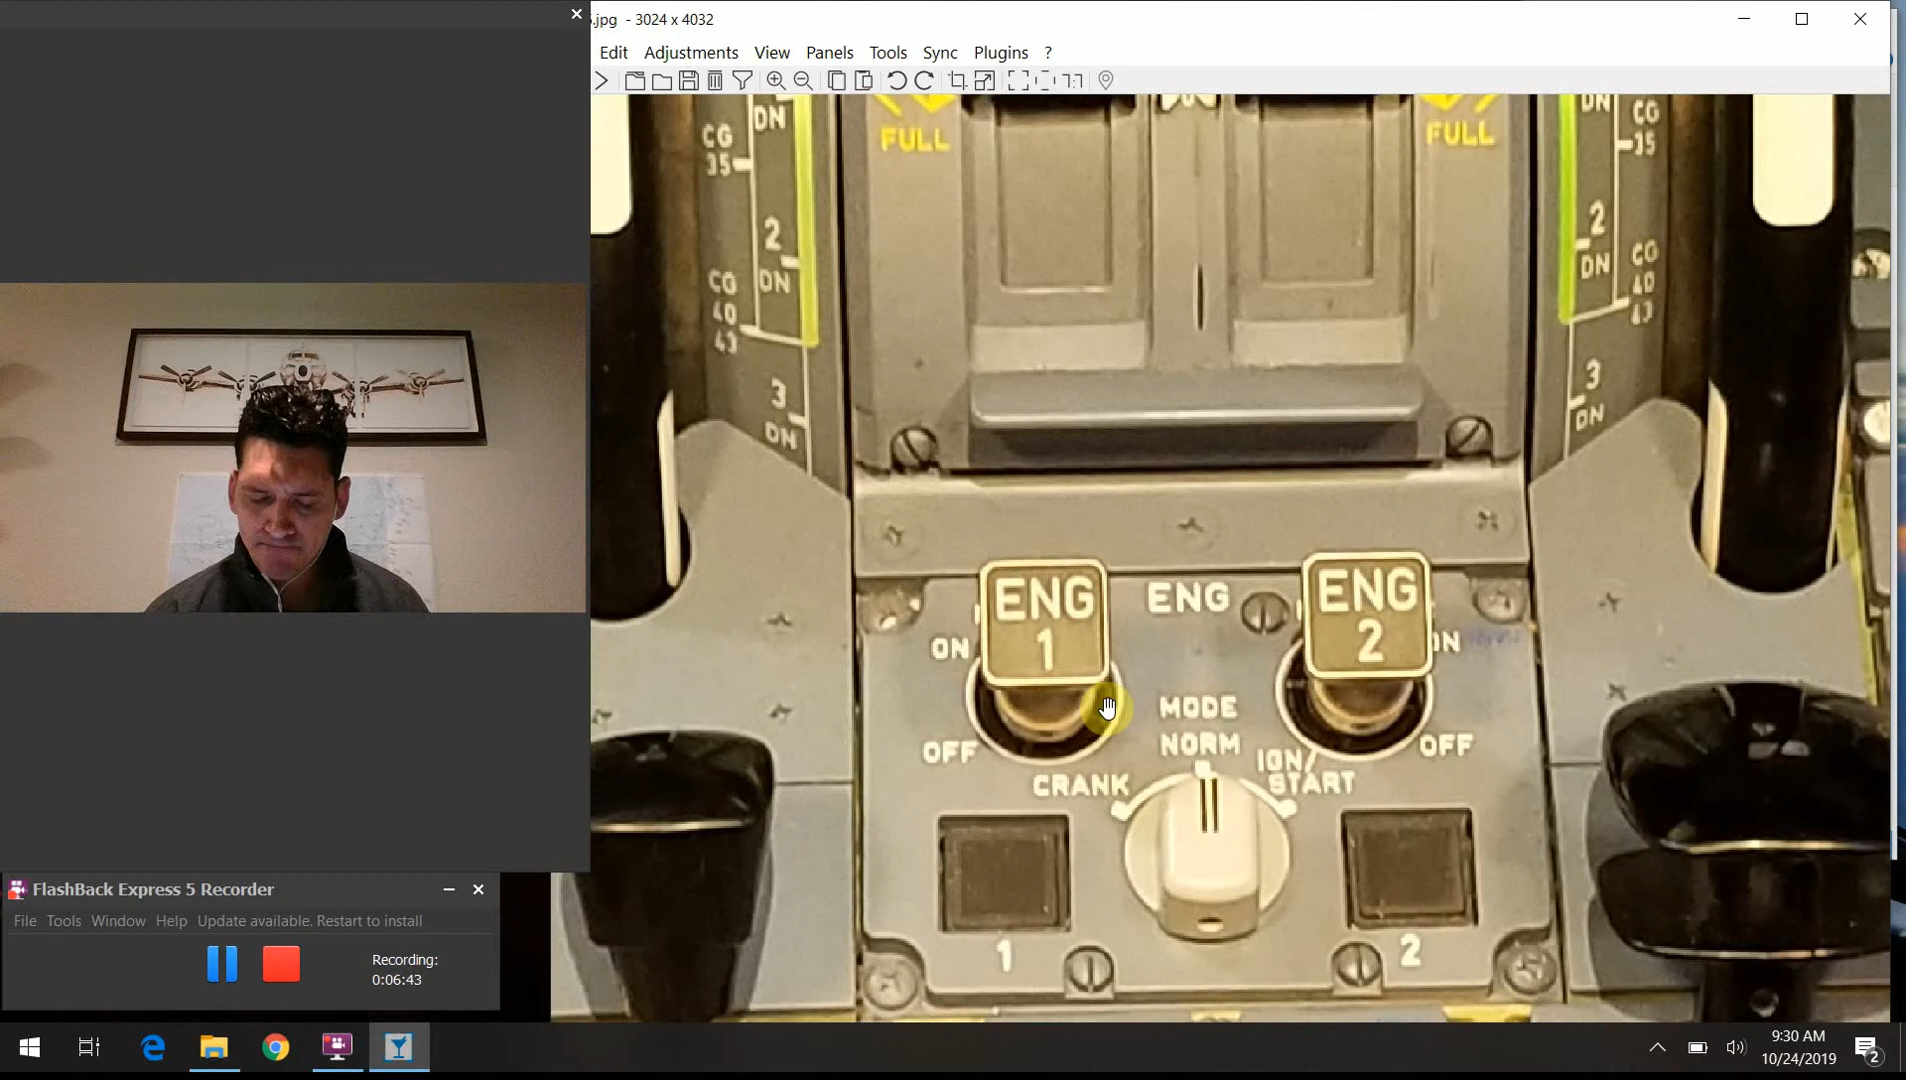 .jpg - 3024 x 4032
Edit Adjustments View Panels Tools Sync Plugins ?
FlashBack Express 5 Recorder
File Tools Window Help Update available. Restart to install
Recording:
0:06:43
DN
CG
35
2
DN
CG
40
43
3
DN
FULL
FULL
DN
CG
35
2
DN
CG
40
43
3
DN
ENG
1
ENG
ENG
2
ON
ON
OFF
MODE
NORM
OFF
CRANK
IGN/
START
1
2
9:30 AM
10/24/2019
2